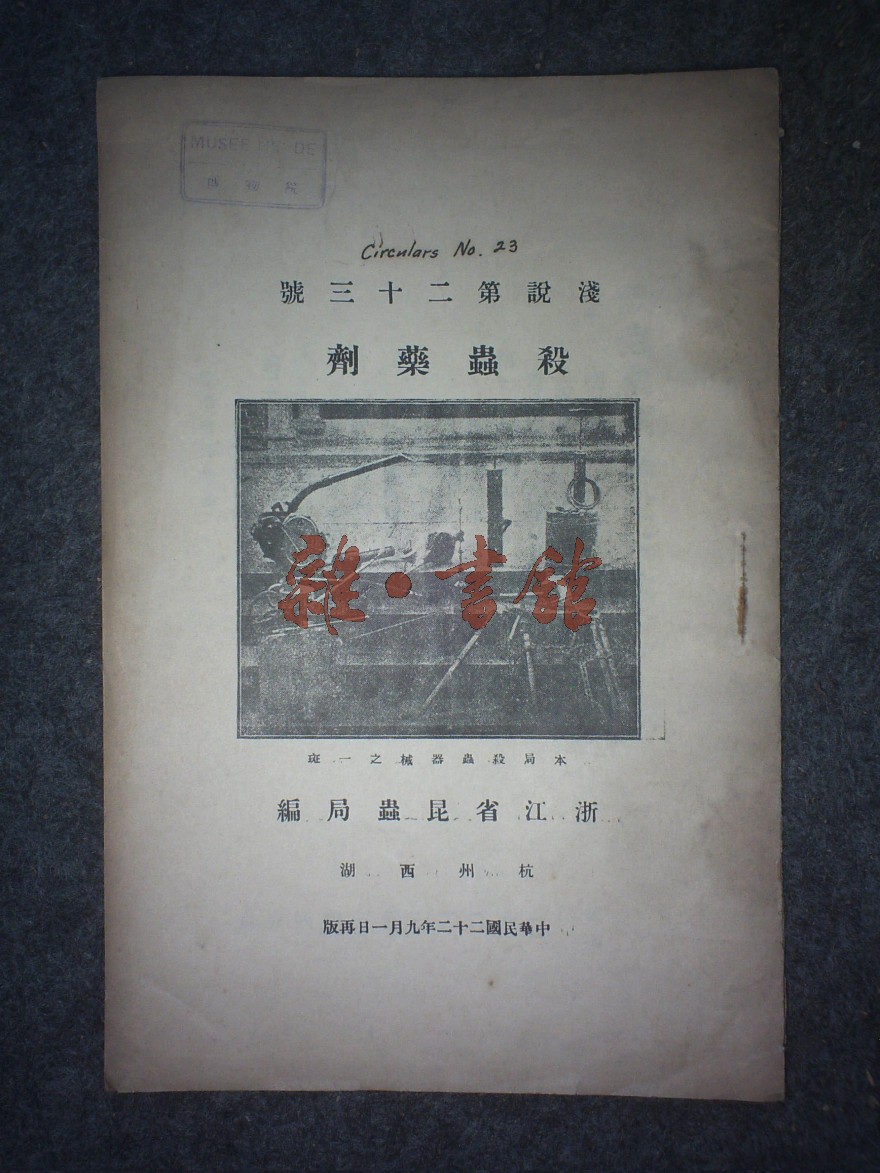 MUSÉE DE
Circulars No. 23
淺說第二十三號
殺蟲藥劑
雜·書館
本局殺蟲器械之一斑
浙江省昆蟲局編
杭州西湖
中華民國二十二年九月一日再版